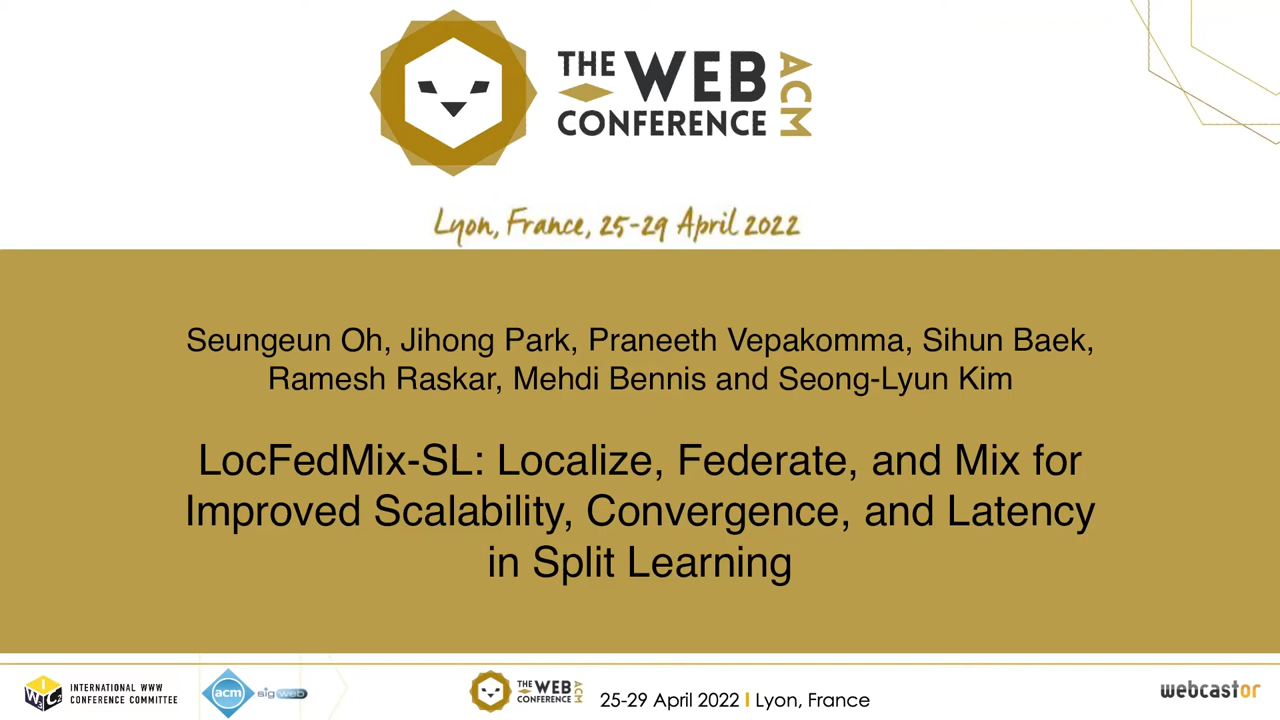 THE WEB CONFERENCE ACM
Lyon, France, 25-29 April 2022
Seungeun Oh, Jihong Park, Praneeth Vepakomma, Sihun Baek,
Ramesh Raskar, Mehdi Bennis and Seong-Lyun Kim
LocFedMix-SL: Localize, Federate, and Mix for
Improved Scalability, Convergence, and Latency
in Split Learning
INTERNATIONAL WWW
CONFERENCE COMMITTEE
acm sigweb
THE WEB CONFERENCE ACM
25-29 April 2022 I Lyon, France
webcastor